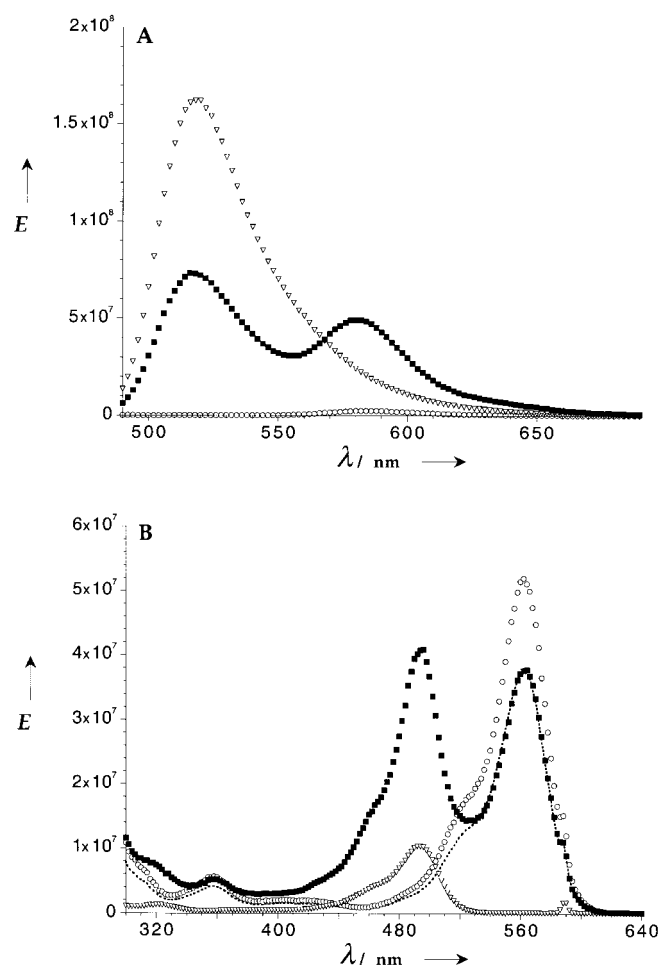 A
2x10⁸
1.5x10⁸
1x10⁸
5x10⁷
0
E
500
550
600
650
λ/ nm
B
6x10⁷
5x10⁷
4x10⁷
3x10⁷
2x10⁷
1x10⁷
0
E
320
400
480
560
640
λ/ nm